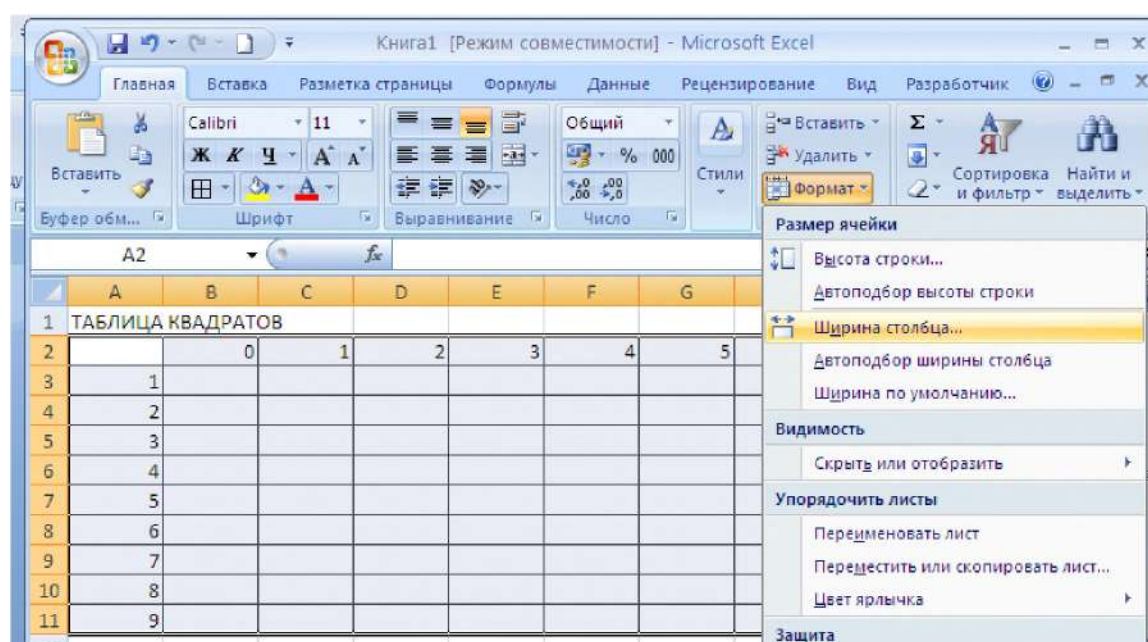 Книга1 [Режим совместимости] - Microsoft Excel
Главная Вставка Разметка страницы Формулы Данные Рецензирование Вид Разработчик
Вставить
Calibri 11
Ж К Ч
Общий
% 000
Стили
Вставить
Удалить
Формат
Σ
Сортировка и фильтр
Найти и выделить
Буфер обм... Шрифт Выравнивание Число
A2 fx
A B C D E F G
1 ТАБЛИЦА КВАДРАТОВ
2 0 1 2 3 4 5
3 1
4 2
5 3
6 4
7 5
8 6
9 7
10 8
11 9
Размер ячейки
Высота строки...
Автоподбор высоты строки
Ширина столбца...
Автоподбор ширины столбца
Ширина по умолчанию...
Видимость
Скрыть или отобразить
Упорядочить листы
Переименовать лист
Переместить или скопировать лист...
Цвет ярлычка
Защита